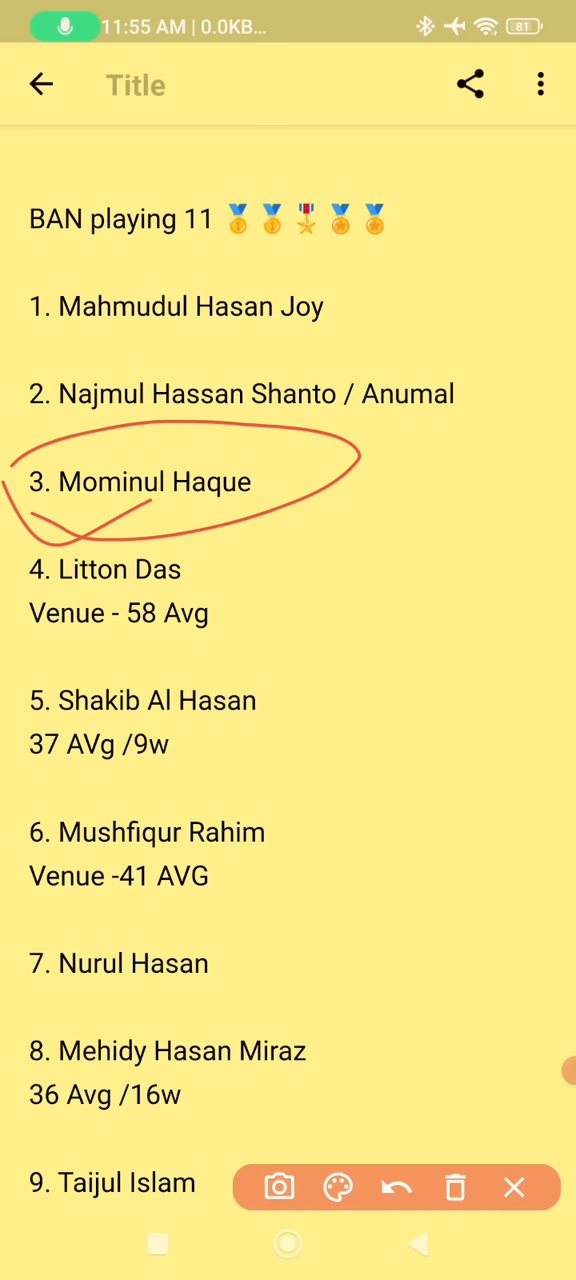 11:55 AM | 0.0KB...
81
Title
BAN playing 11 🥇🥇🎖️🏅🏅
1. Mahmudul Hasan Joy
2. Najmul Hassan Shanto / Anumal
3. Mominul Haque
4. Litton Das
Venue - 58 Avg
5. Shakib Al Hasan
37 AVg /9w
6. Mushfiqur Rahim
Venue -41 AVG
7. Nurul Hasan
8. Mehidy Hasan Miraz
36 Avg /16w
9. Taijul Islam